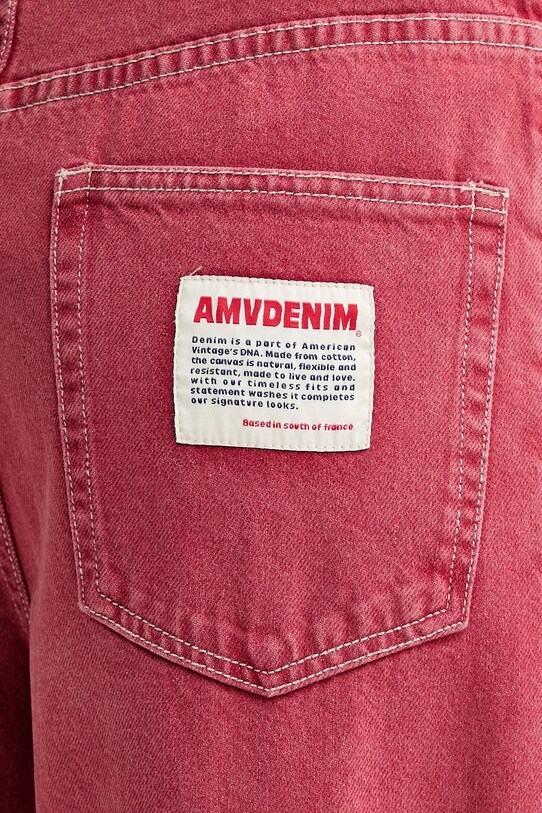 AMVDENIM®
Denim is a part of American
Vintage's DNA. Made from cotton,
the canvas is natural, flexible and
resistant, made to live and love.
with our timeless fits and
statement washes it completes
our signature looks.
Based in south of france